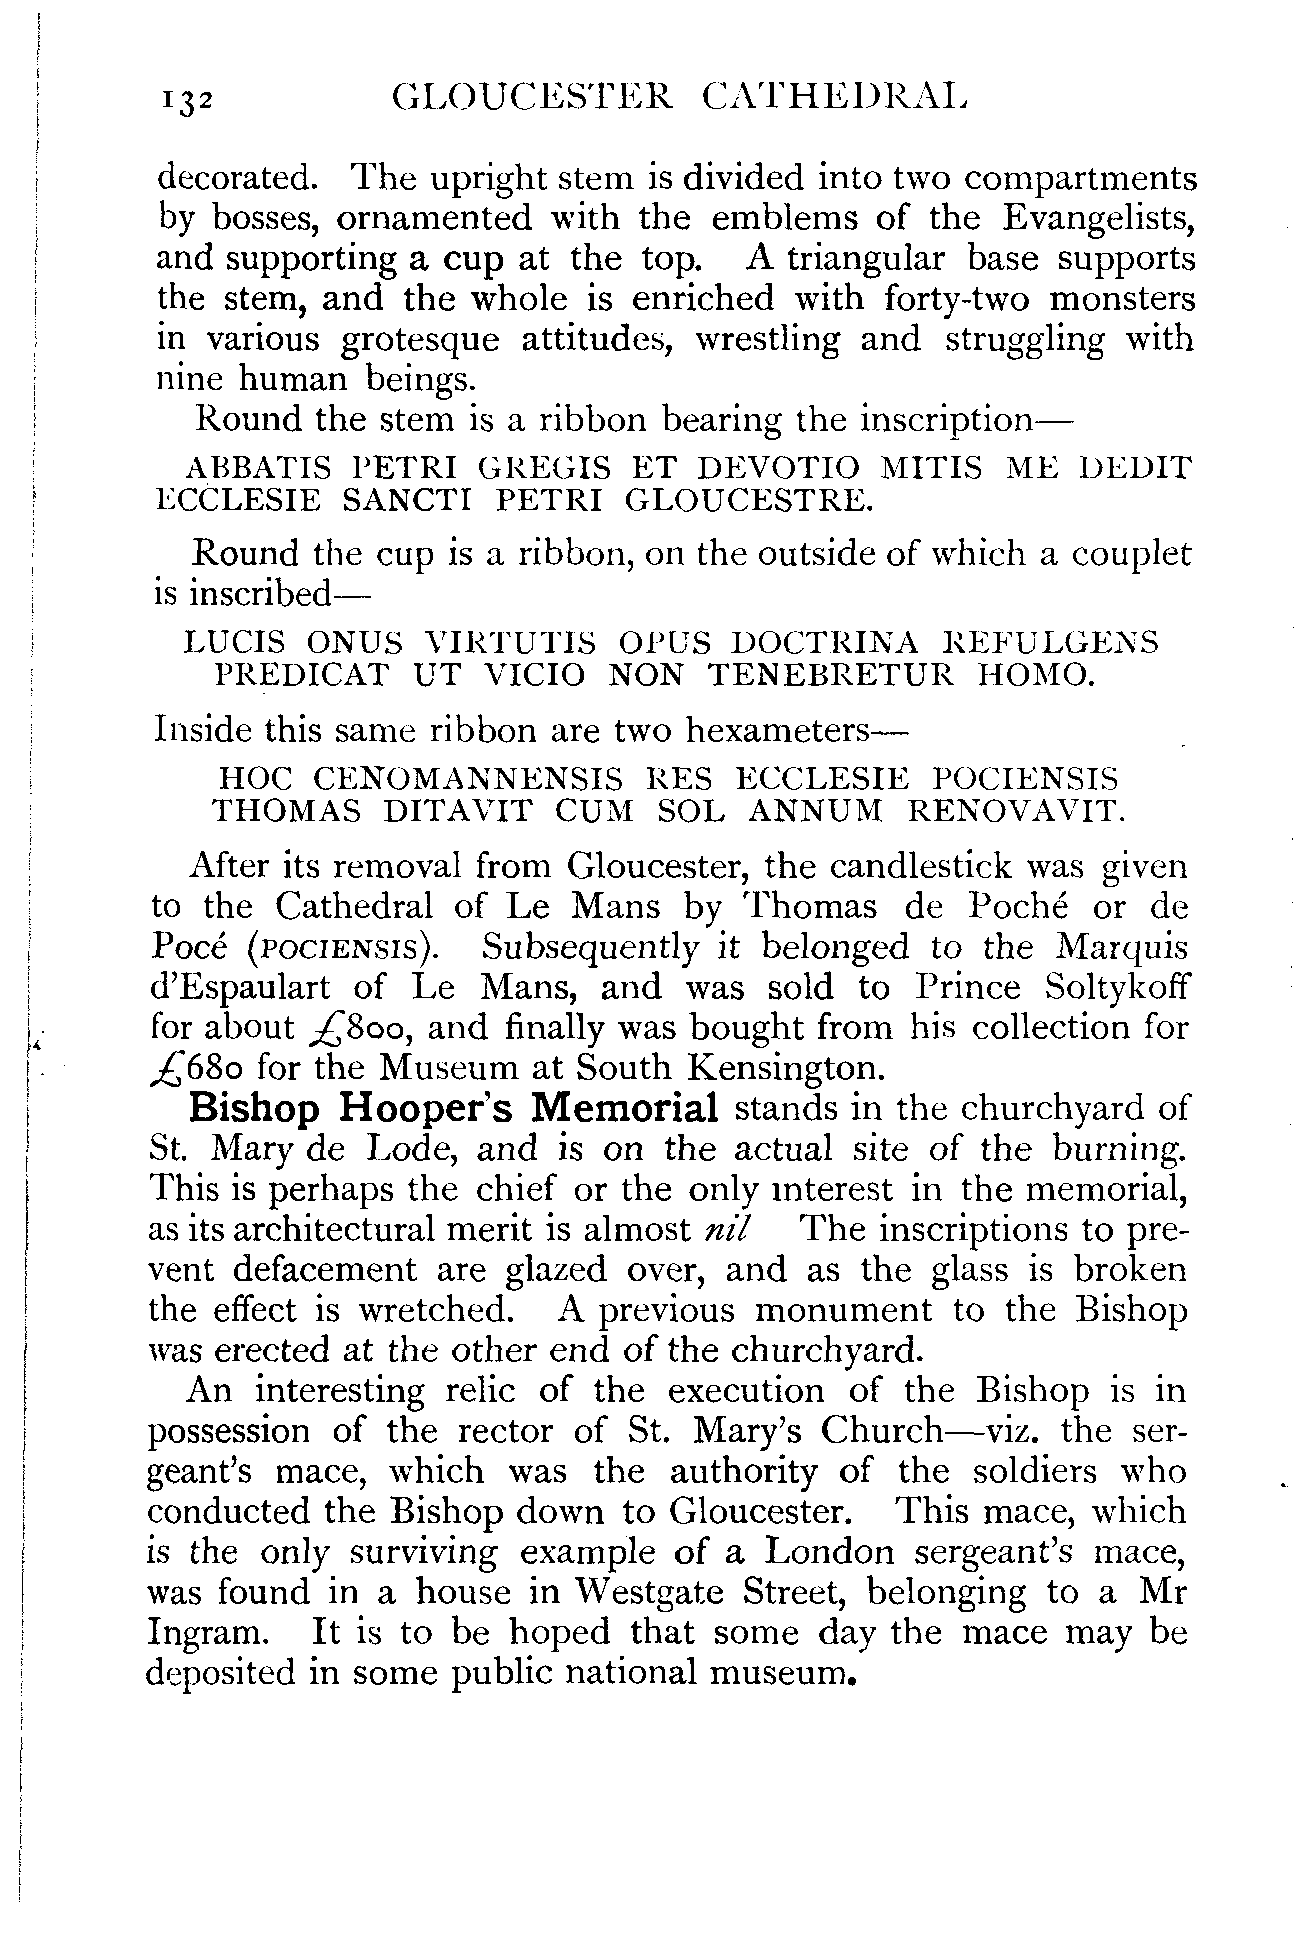 132 GLOUCESTER CATHEDRAL
decorated. The upright stem is divided into two compartments
by bosses, ornamented with the emblems of the Evangelists,
and supporting a cup at the top. A triangular base supports
the stem, and the whole is enriched with forty-two monsters
in various grotesque attitudes, wrestling and struggling with
nine human beings.
Round the stem is a ribbon bearing the inscription—
ABBATIS PETRI GREGIS ET DEVOTIO MITIS ME DEDIT
ECCLESIE SANCTI PETRI GLOUCESTRE.
Round the cup is a ribbon, on the outside of which a couplet
is inscribed—
LUCIS ONUS VIRTUTIS OPUS DOCTRINA REFULGENS
PREDICAT UT VICIO NON TENEBRETUR HOMO.
Inside this same ribbon are two hexameters—
HOC CENOMANNENSIS RES ECCLESIE POCIENSIS
THOMAS DITAVIT CUM SOL ANNUM RENOVAVIT.
After its removal from Gloucester, the candlestick was given
to the Cathedral of Le Mans by Thomas de Poché or de
Pocé (POCIENSIS). Subsequently it belonged to the Marquis
d'Espaulart of Le Mans, and was sold to Prince Soltykoff
for about £800, and finally was bought from his collection for
£680 for the Museum at South Kensington.
Bishop Hooper's Memorial stands in the churchyard of
St. Mary de Lode, and is on the actual site of the burning.
This is perhaps the chief or the only interest in the memorial,
as its architectural merit is almost nil The inscriptions to pre-
vent defacement are glazed over, and as the glass is broken
the effect is wretched. A previous monument to the Bishop
was erected at the other end of the churchyard.
An interesting relic of the execution of the Bishop is in
possession of the rector of St. Mary's Church—viz. the ser-
geant's mace, which was the authority of the soldiers who
conducted the Bishop down to Gloucester. This mace, which
is the only surviving example of a London sergeant's mace,
was found in a house in Westgate Street, belonging to a Mr
Ingram. It is to be hoped that some day the mace may be
deposited in some public national museum.